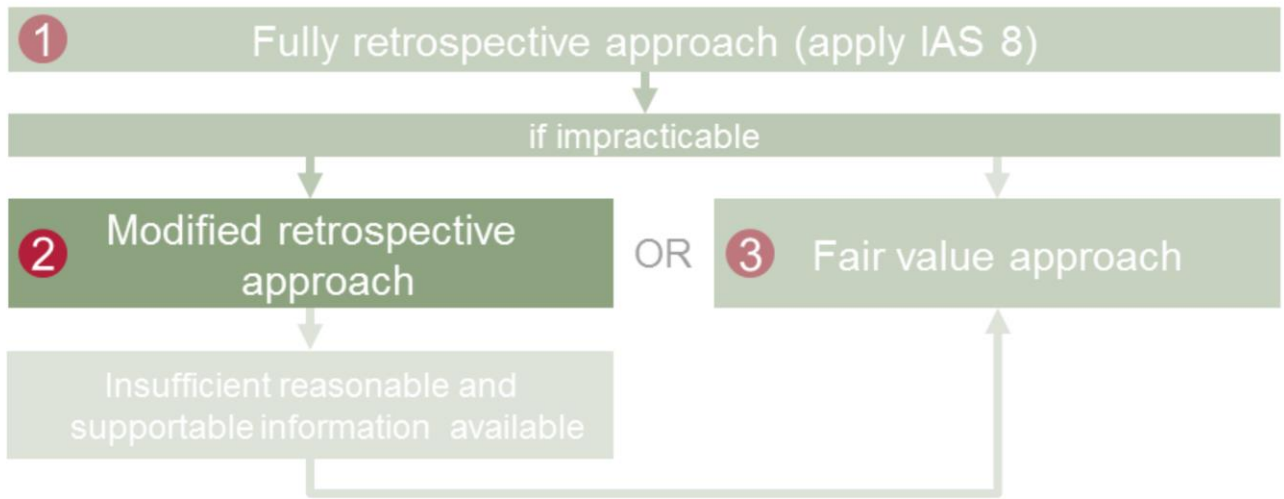 1 Fully retrospective approach (apply IAS 8)
if impracticable
2 Modified retrospective
approach
OR
3 Fair value approach
Insufficient reasonable and
supportable information available